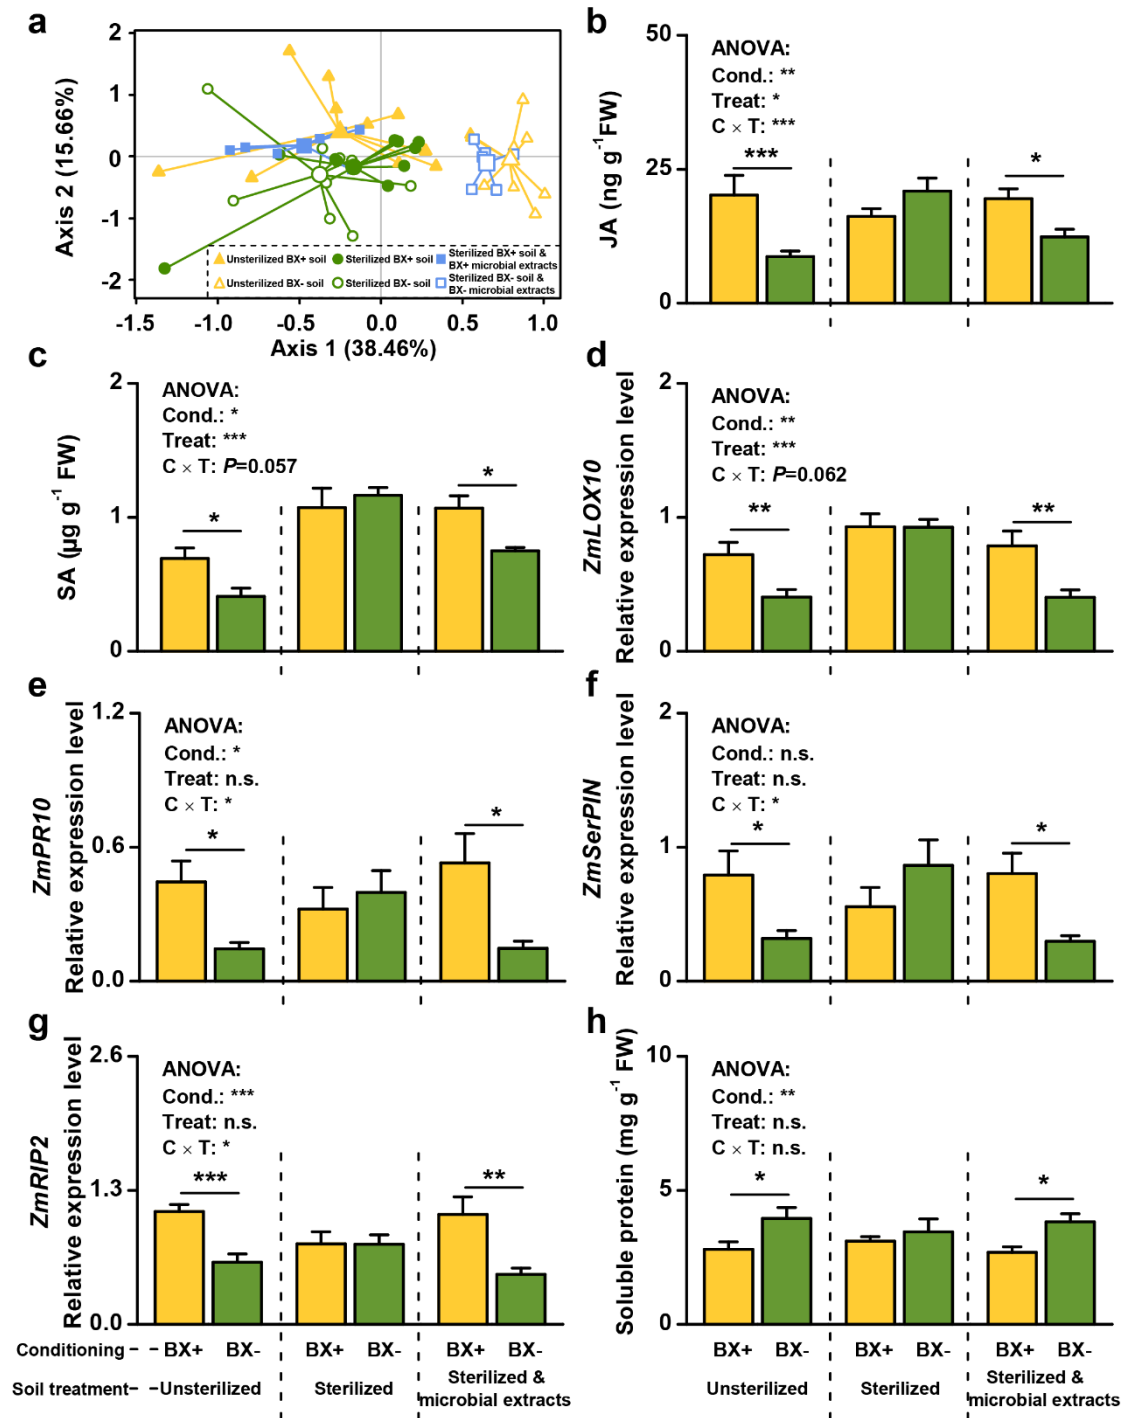 a
2
1
0
-1
-2
Axis 2 (15.66%)
Unsterilized BX+ soil
Sterilized BX+ soil
Sterilized BX+ soil &
BX+ microbial extracts
Unsterilized BX- soil
Sterilized BX- soil
Sterilized BX- soil &
BX- microbial extracts
-1.5 -1.0 -0.5 0.0 0.5 1.0
Axis 1 (38.46%)
b
50
25
0
JA (ng g-1FW)
ANOVA:
Cond.: **
Treat: *
C × T: ***
***
*
c
2
1
0
SA (µg g-1 FW)
ANOVA:
Cond.: *
Treat: ***
C × T: P=0.057
*
*
d
2
1
0
ZmLOX10
Relative expression level
ANOVA:
Cond.: **
Treat: ***
C × T: P=0.062
**
**
e
1.2
0.6
0.0
ZmPR10
Relative expression level
ANOVA:
Cond.: *
Treat: n.s.
C × T: *
*
*
f
2
1
0
ZmSerPIN
Relative expression level
ANOVA:
Cond.: n.s.
Treat: n.s.
C × T: *
*
*
g
2.6
1.3
0.0
ZmRIP2
Relative expression level
ANOVA:
Cond.: ***
Treat: n.s.
C × T: *
***
**
h
10
5
0
Soluble protein (mg g-1 FW)
ANOVA:
Cond.: **
Treat: n.s.
C × T: n.s.
*
*
Conditioning - - BX+ BX- BX+ BX- BX+ BX-
Soil treatment- - Unsterilized Sterilized Sterilized &
microbial extracts
BX+ BX- BX+ BX- BX+ BX-
Unsterilized Sterilized Sterilized &
microbial extracts